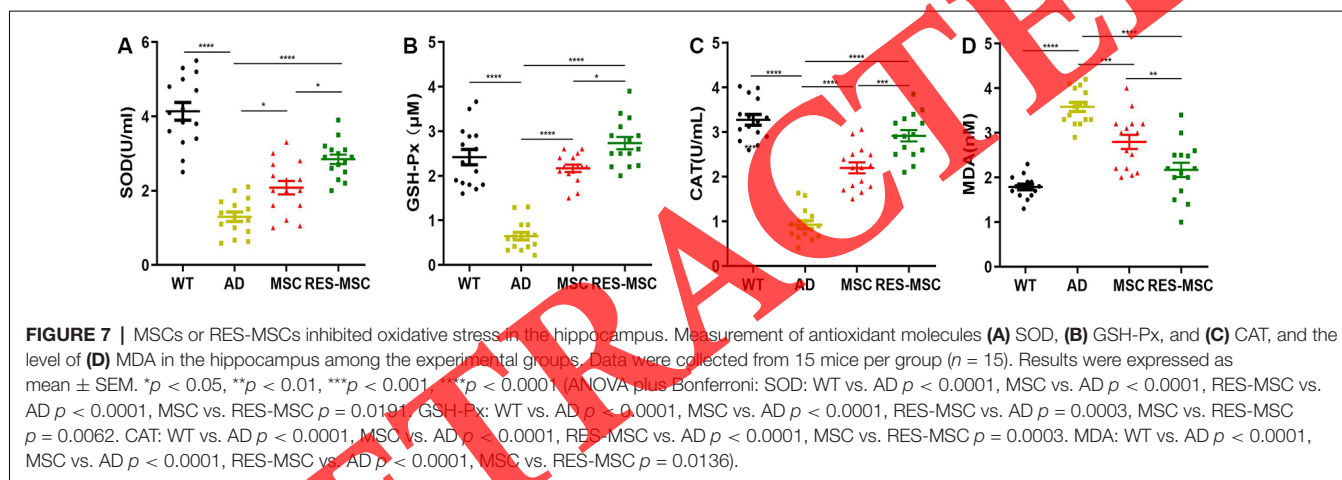 A
B
C
D
****
****
*
*
****
****
****
*
****
****
****
***
****
****
***
**
SOD(U/ml)
6
4
2
0
WT AD MSC RES-MSC
GSH-Px (μM)
5
4
3
2
1
0
WT AD MSC RES-MSC
CAT(U/mL)
5
4
3
2
1
0
WT AD MSC RES-MSC
MDA(nM)
5
4
3
2
1
0
WT AD MSC RES-MSC
RETRACTED
FIGURE 7 | MSCs or RES-MSCs inhibited oxidative stress in the hippocampus. Measurement of antioxidant molecules (A) SOD, (B) GSH-Px, and (C) CAT, and the
level of (D) MDA in the hippocampus among the experimental groups. Data were collected from 15 mice per group (n = 15). Results were expressed as
mean ± SEM. *p < 0.05, **p < 0.01, ***p < 0.001, ****p < 0.0001 (ANOVA plus Bonferroni: SOD: WT vs. AD p < 0.0001, MSC vs. AD p < 0.0001, RES-MSC vs.
AD p < 0.0001, MSC vs. RES-MSC p = 0.0191. GSH-Px: WT vs. AD p < 0.0001, MSC vs. AD p < 0.0001, RES-MSC vs. AD p = 0.0003, MSC vs. RES-MSC
p = 0.0062. CAT: WT vs. AD p < 0.0001, MSC vs. AD p < 0.0001, RES-MSC vs. AD p < 0.0001, MSC vs. RES-MSC p = 0.0003. MDA: WT vs. AD p < 0.0001,
MSC vs. AD p < 0.0001, RES-MSC vs. AD p < 0.0001, MSC vs. RES-MSC p = 0.0136).